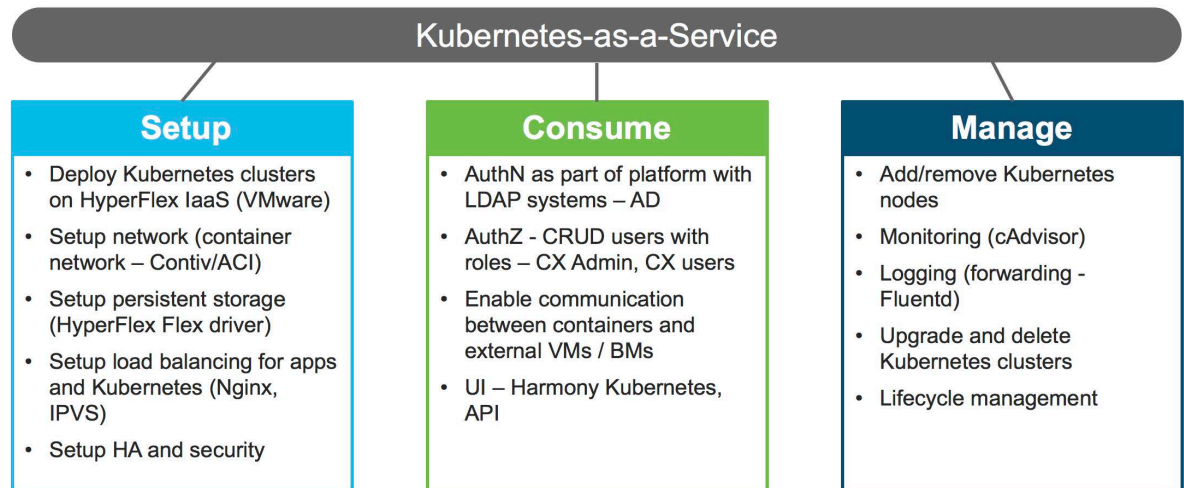 Kubernetes-as-a-Service
Setup
• Deploy Kubernetes clusters
on HyperFlex IaaS (VMware)
• Setup network (container
network – Contiv/ACI)
• Setup persistent storage
(HyperFlex Flex driver)
• Setup load balancing for apps
and Kubernetes (Nginx,
IPVS)
• Setup HA and security
Consume
• AuthN as part of platform with
LDAP systems – AD
• AuthZ - CRUD users with
roles – CX Admin, CX users
• Enable communication
between containers and
external VMs / BMs
• UI – Harmony Kubernetes,
API
Manage
• Add/remove Kubernetes
nodes
• Monitoring (cAdvisor)
• Logging (forwarding -
Fluentd)
• Upgrade and delete
Kubernetes clusters
• Lifecycle management